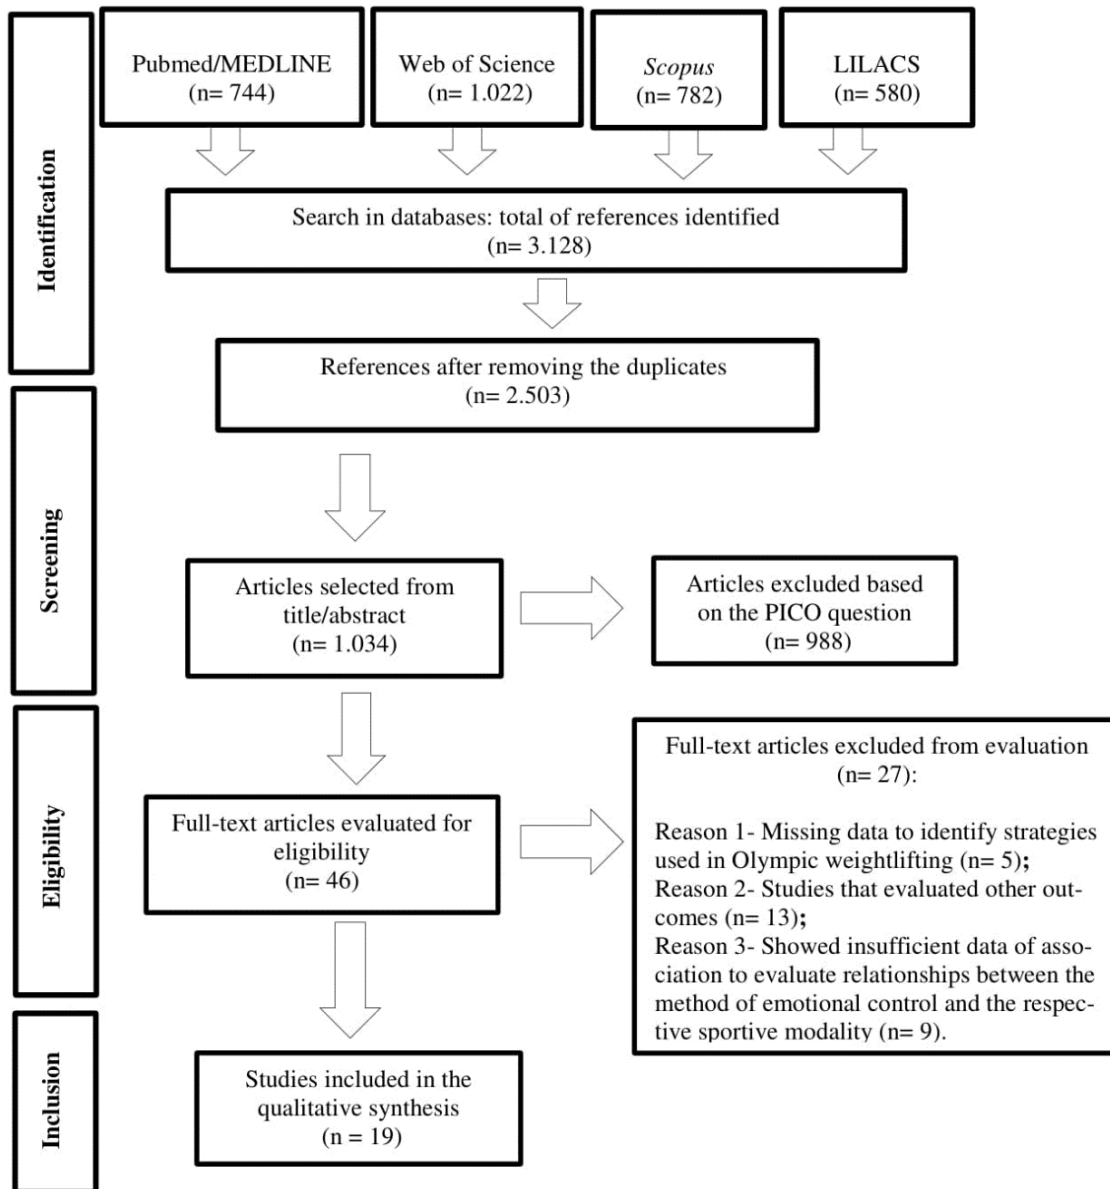 Identification
Pubmed/MEDLINE
(n= 744)
Web of Science
(n= 1.022)
Scopus
(n= 782)
LILACS
(n= 580)
Search in databases: total of references identified
(n= 3.128)
References after removing the duplicates
(n= 2.503)
Screening
Articles selected from
title/abstract
(n= 1.034)
Articles excluded based
on the PICO question
(n= 988)
Eligibility
Full-text articles evaluated for
eligibility
(n= 46)
Full-text articles excluded from evaluation
(n= 27):
Reason 1- Missing data to identify strategies
used in Olympic weightlifting (n= 5);
Reason 2- Studies that evaluated other out-
comes (n= 13);
Reason 3- Showed insufficient data of asso-
ciation to evaluate relationships between the
method of emotional control and the respec-
tive sportive modality (n= 9).
Inclusion
Studies included in the
qualitative synthesis
(n = 19)